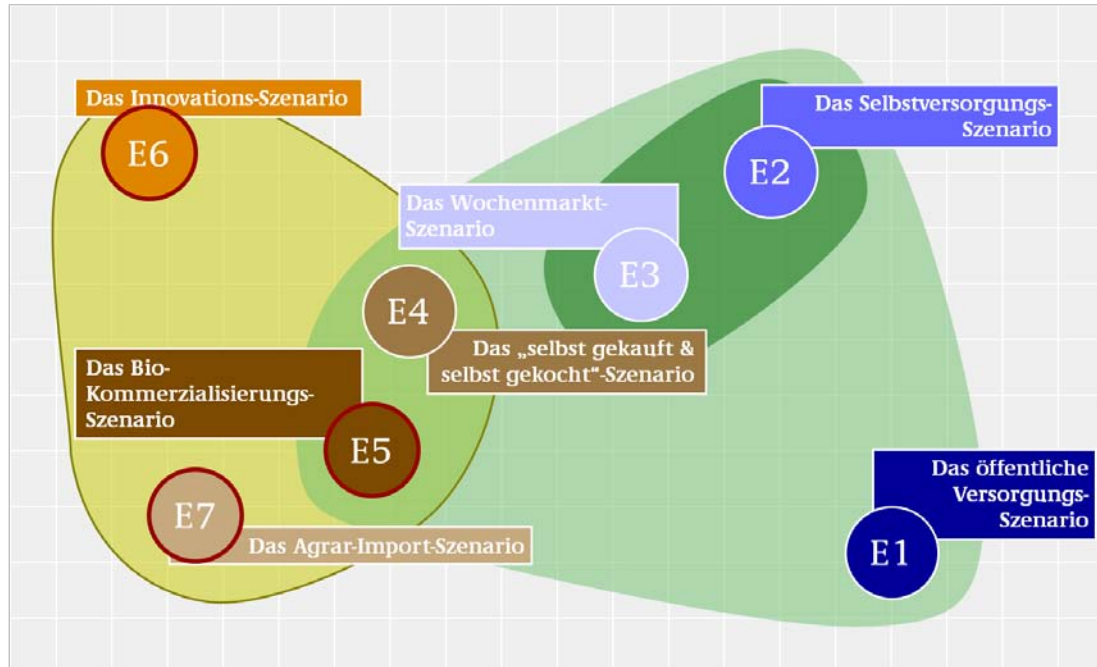 Das Innovations-Szenario
E6
Das Selbstversorgungs-
Szenario
E2
Das Wochenmarkt-
Szenario
E3
E4
Das „selbst gekauft &
selbst gekocht“-Szenario
Das Bio-
Kommerzialisierungs-
Szenario
E5
Das öffentliche
Versorgungs-
Szenario
E1
E7
Das Agrar-Import-Szenario